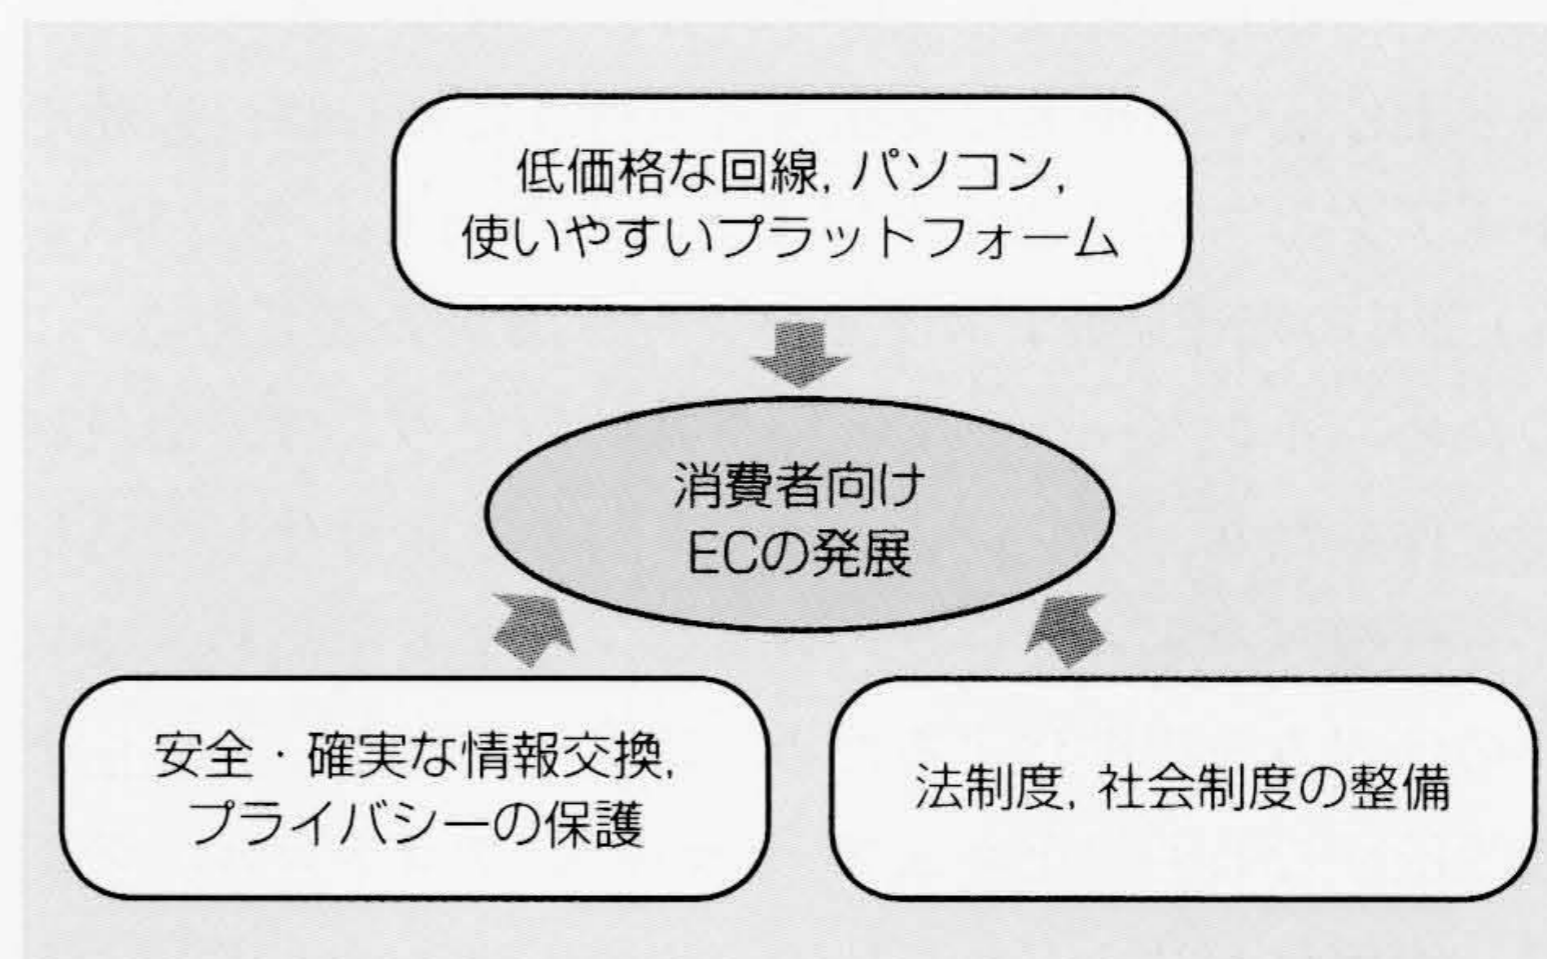 低価格な回線, パソコン,
使いやすいプラットフォーム
消費者向け
ECの発展
安全・確実な情報交換,
プライバシーの保護
法制度, 社会制度の整備